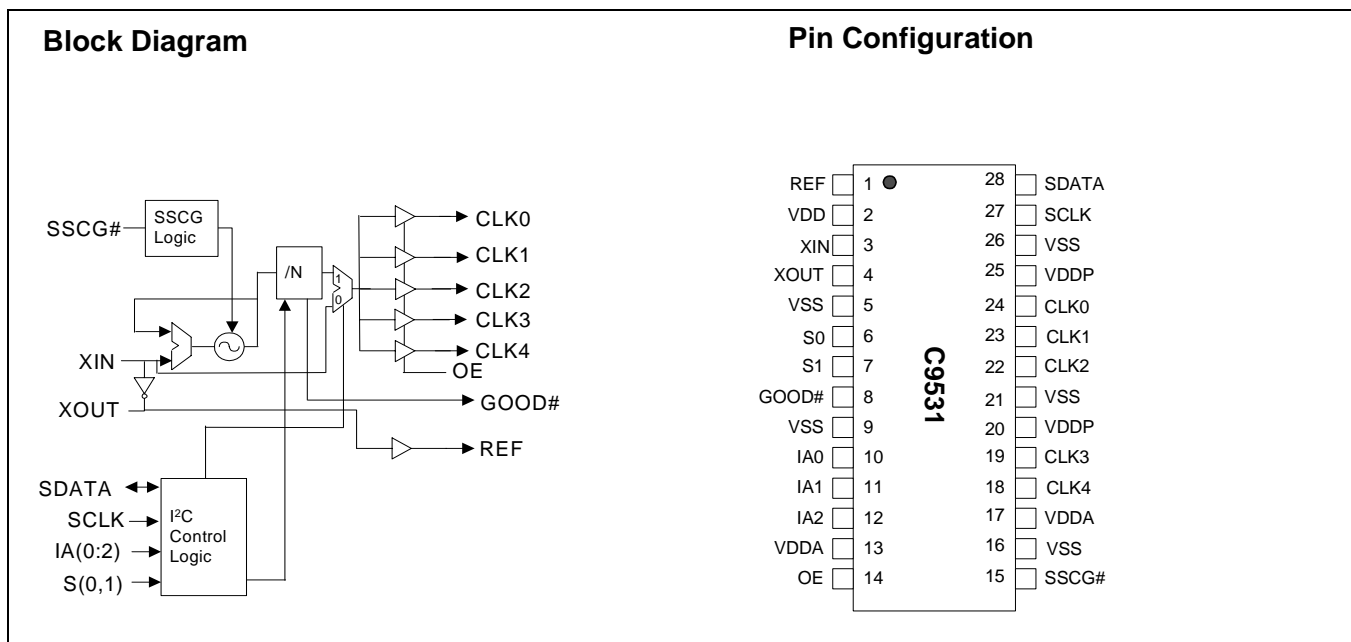 Block Diagram
SSCG#
SSCG
Logic
/N
1
0
CLK0
CLK1
CLK2
CLK3
CLK4
OE
XIN
XOUT
GOOD#
REF
SDATA
SCLK
IA(0:2)
S(0,1)
I²C
Control
Logic
Pin Configuration
REF 1 28 SDATA
VDD 2 27 SCLK
XIN 3 26 VSS
XOUT 4 25 VDDP
VSS 5 24 CLK0
S0 6 23 CLK1
S1 7 22 CLK2
GOOD# 8 21 VSS
VSS 9 20 VDDP
IA0 10 19 CLK3
IA1 11 18 CLK4
IA2 12 17 VDDA
VDDA 13 16 VSS
OE 14 15 SSCG#
C9531